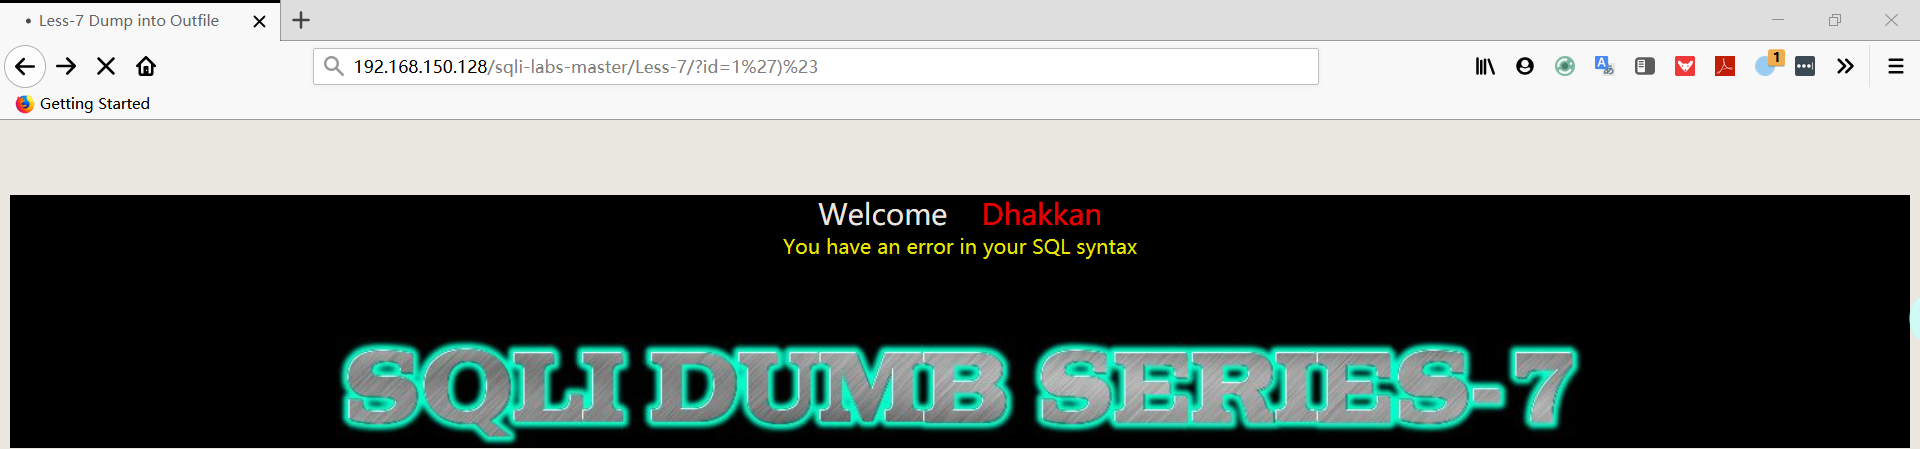 Less-7 Dump into Outfile
192.168.150.128/sqli-labs-master/Less-7/?id=1%27)%23
1
Getting Started
Welcome Dhakkan
You have an error in your SQL syntax
SQLI DUMB SERIES-7